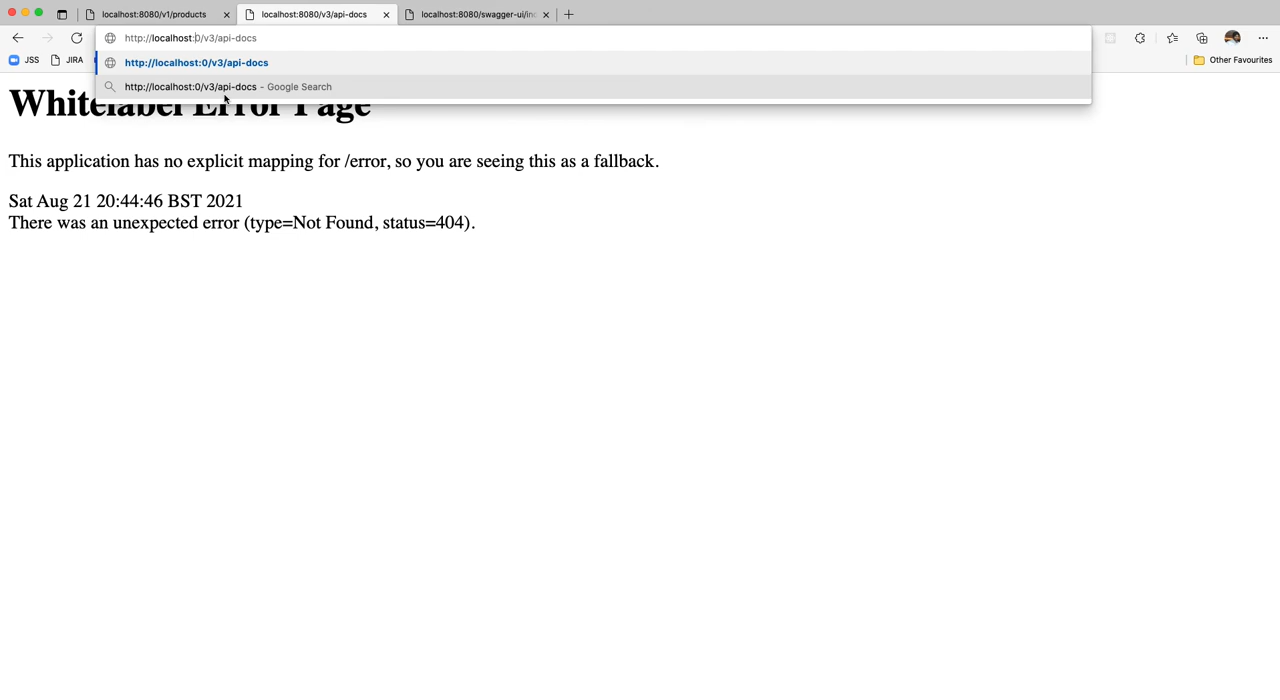 localhost:8080/v1/products
localhost:8080/v3/api-docs
localhost:8080/swagger-ui/inc
http://localhost:0/v3/api-docs
JSS
JIRA
http://localhost:0/v3/api-docs
Other Favourites
http://localhost:0/v3/api-docs - Google Search
Whitelabel Error Page
This application has no explicit mapping for /error, so you are seeing this as a fallback.
Sat Aug 21 20:44:46 BST 2021
There was an unexpected error (type=Not Found, status=404).